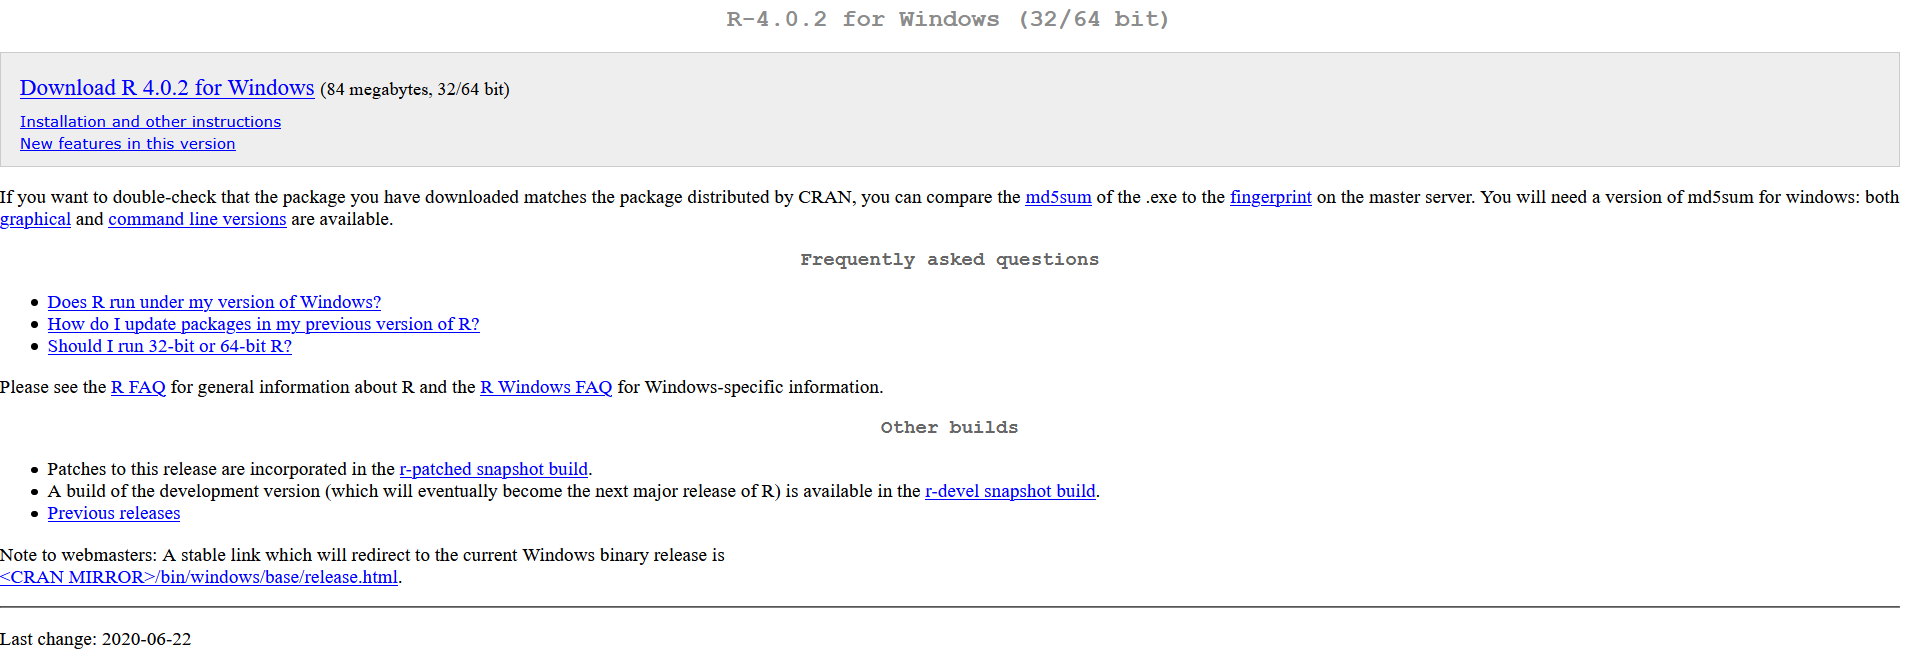 R-4.0.2 for Windows (32/64 bit)
Download R 4.0.2 for Windows (84 megabytes, 32/64 bit)
Installation and other instructions
New features in this version
If you want to double-check that the package you have downloaded matches the package distributed by CRAN, you can compare the md5sum of the .exe to the fingerprint on the master server. You will need a version of md5sum for windows: both
graphical and command line versions are available.
Frequently asked questions
Does R run under my version of Windows?
How do I update packages in my previous version of R?
Should I run 32-bit or 64-bit R?
Please see the R FAQ for general information about R and the R Windows FAQ for Windows-specific information.
Other builds
Patches to this release are incorporated in the r-patched snapshot build.
A build of the development version (which will eventually become the next major release of R) is available in the r-devel snapshot build.
Previous releases
Note to webmasters: A stable link which will redirect to the current Windows binary release is
<CRAN MIRROR>/bin/windows/base/release.html.
Last change: 2020-06-22